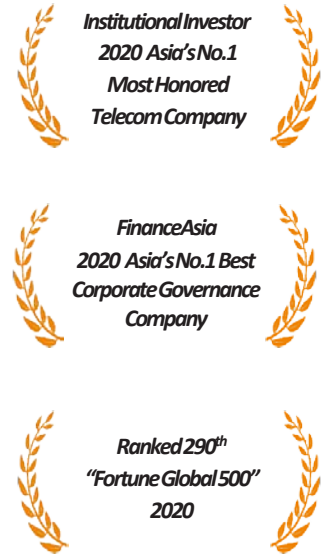 Institutional Investor
2020 Asia's No.1
Most Honored
Telecom Company
FinanceAsia
2020 Asia's No.1 Best
Corporate Governance
Company
Ranked 290th
“Fortune Global 500”
2020